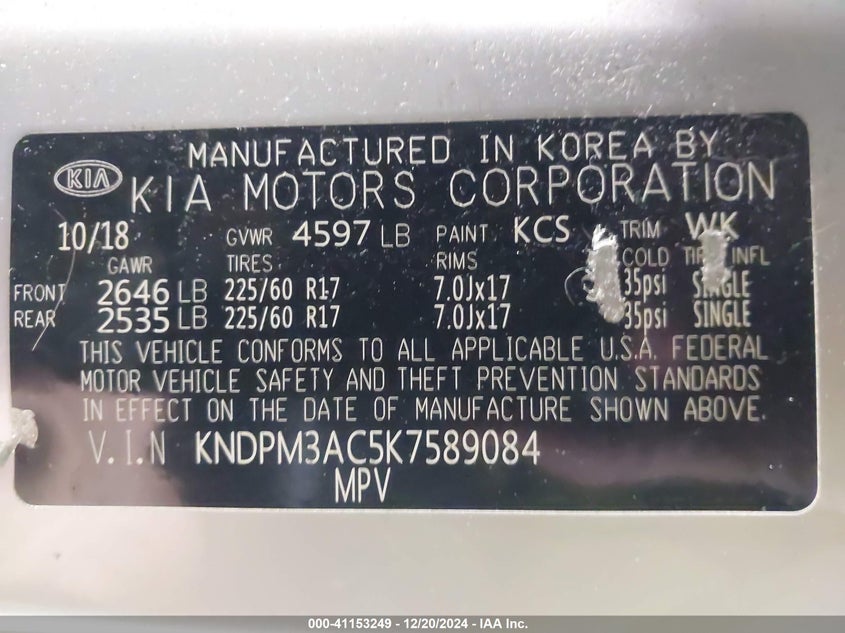 MANUFACTURED IN KOREA BY
KIA KIA MOTORS CORPORATION
10/18 GVWR 4597 LB PAINT KCS TRIM WK
GAWR TIRES RIMS COLD INFL
FRONT 2646 LB 225/60 R17 7.0Jx17 35psi SINGLE
REAR 2535 LB 225/60 R17 7.0Jx17 35psi SINGLE
THIS VEHICLE CONFORMS TO ALL APPLICABLE U.S.A. FEDERAL
MOTOR VEHICLE SAFETY AND THEFT PREVENTION STANDARDS
IN EFFECT ON THE DATE OF MANUFACTURE SHOWN ABOVE.
V.I.N KNDPM3AC5K7589084
MPV
000-41153249 - 12/20/2024 - IAA Inc.